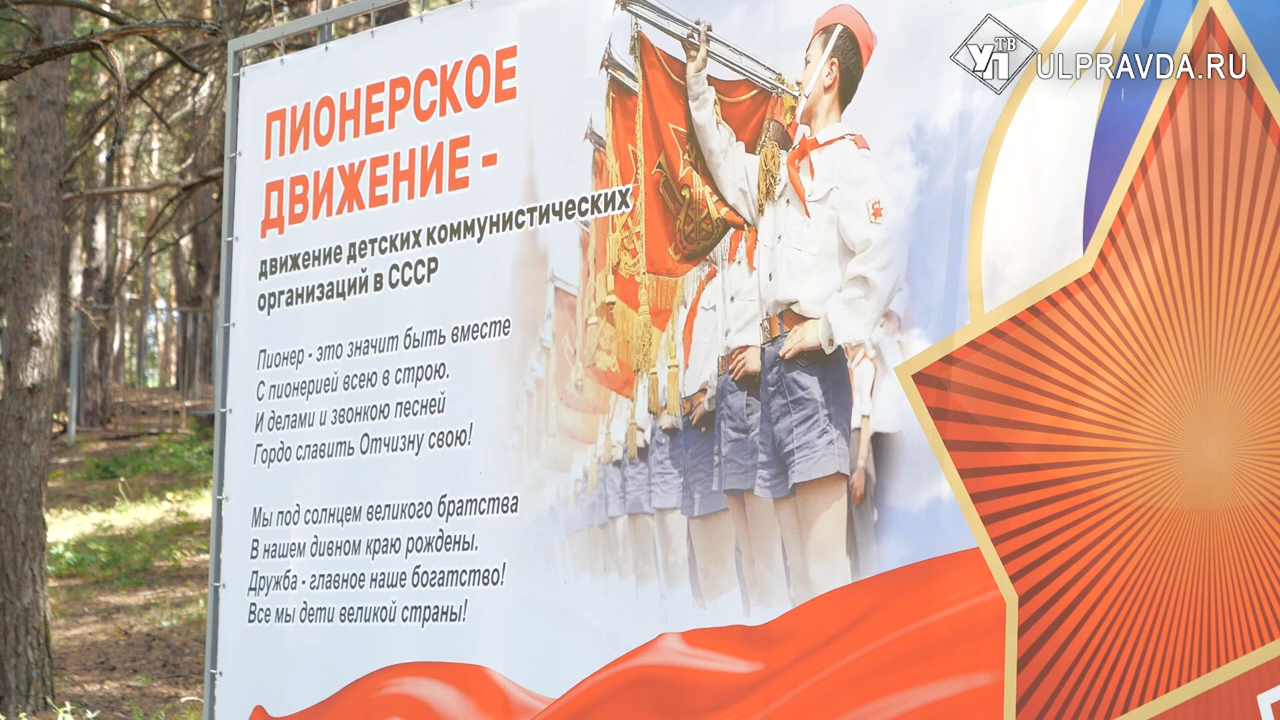 УП ТВ ULPRAVDA.RU
ПИОНЕРСКОЕ
ДВИЖЕНИЕ -
движение детских коммунистических
организаций в СССР
Пионер - это значит быть вместе
С пионерией всею в строю.
И делами и звонкою песней
Гордо славить Отчизну свою!
Мы под солнцем великого братства
В нашем дивном краю рождены.
Дружба - главное наше богатство!
Все мы дети великой страны!